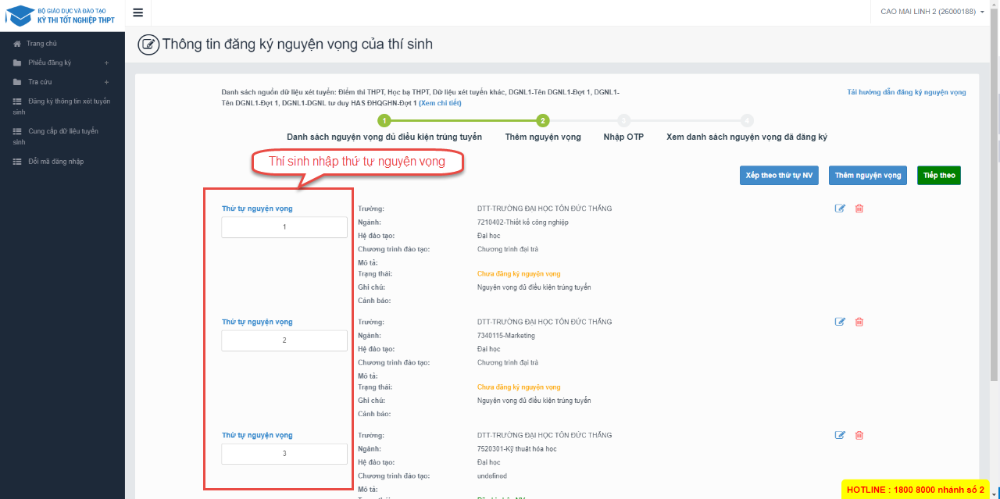 BỘ GIÁO DỤC VÀ ĐÀO TẠO
KỲ THI TỐT NGHIỆP THPT
CAO MAI LINH 2 (26000188)
Trang chủ
Phiếu đăng ký +
Tra cứu +
Đăng ký thông tin xét tuyển
sinh
Cung cấp dữ liệu tuyển
sinh
Đổi mã đăng nhập
Thông tin đăng ký nguyện vọng của thí sinh
Danh sách nguồn dữ liệu xét tuyển: Điểm thi THPT, Học bạ THPT, Dữ liệu xét tuyển khác, DGNL1-Tên DGNL1-Đợt 1, DGNL1-
Tên DGNL1-Đợt 1, DGNL1-DGNL tư duy HAS ĐHQGHN-Đợt 1 (Xem chi tiết)
Tải hướng dẫn đăng ký nguyện vọng
1 2 3 4
Danh sách nguyện vọng đủ điều kiện trúng tuyển Thêm nguyện vọng Nhập OTP Xem danh sách nguyện vọng đã đăng ký
Thí sinh nhập thứ tự nguyện vọng
Xếp theo thứ tự NV Thêm nguyện vọng Tiếp theo
Thứ tự nguyện vọng
1
Trường: DTT-TRƯỜNG ĐẠI HỌC TÔN ĐỨC THẮNG
Ngành: 7210402-Thiết kế công nghiệp
Hệ đào tạo: Đại học
Chương trình đào tạo: Chương trình đại trà
Mô tả:
Trạng thái: Chưa đăng ký nguyện vọng
Ghi chú: Nguyện vọng đủ điều kiện trúng tuyển
Cảnh báo:
Thứ tự nguyện vọng
2
Trường: DTT-TRƯỜNG ĐẠI HỌC TÔN ĐỨC THẮNG
Ngành: 7340115-Marketing
Hệ đào tạo: Đại học
Chương trình đào tạo: Chương trình đại trà
Mô tả:
Trạng thái: Chưa đăng ký nguyện vọng
Ghi chú: Nguyện vọng đủ điều kiện trúng tuyển
Cảnh báo:
Thứ tự nguyện vọng
3
Trường: DTT-TRƯỜNG ĐẠI HỌC TÔN ĐỨC THẮNG
Ngành: 7520301-Kỹ thuật hóa học
Hệ đào tạo: Đại học
Chương trình đào tạo: undefined
Mô tả:
HOTLINE : 1800 8000 nhánh số 2